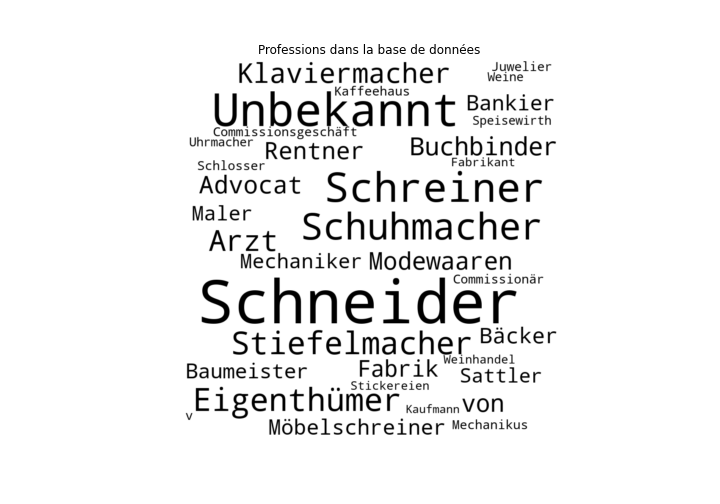 Professions dans la base de données
Klaviermacher
Juwelier
Weine
Kaffeehaus
Unbekannt
Bankier
Speisewirth
Commissionsgeschäft
Uhrmacher
Rentner
Buchbinder
Fabrikant
Schlosser
Advocat
Schreiner
Maler
Schuhmacher
Arzt
Mechaniker
Modewaaren
Commissionär
Schneider
Stiefelmacher
Bäcker
Weinhandel
Baumeister
Fabrik
Sattler
Stickereien
Eigenthümer
Kaufmann
von
v
Möbelschreiner
Mechanikus